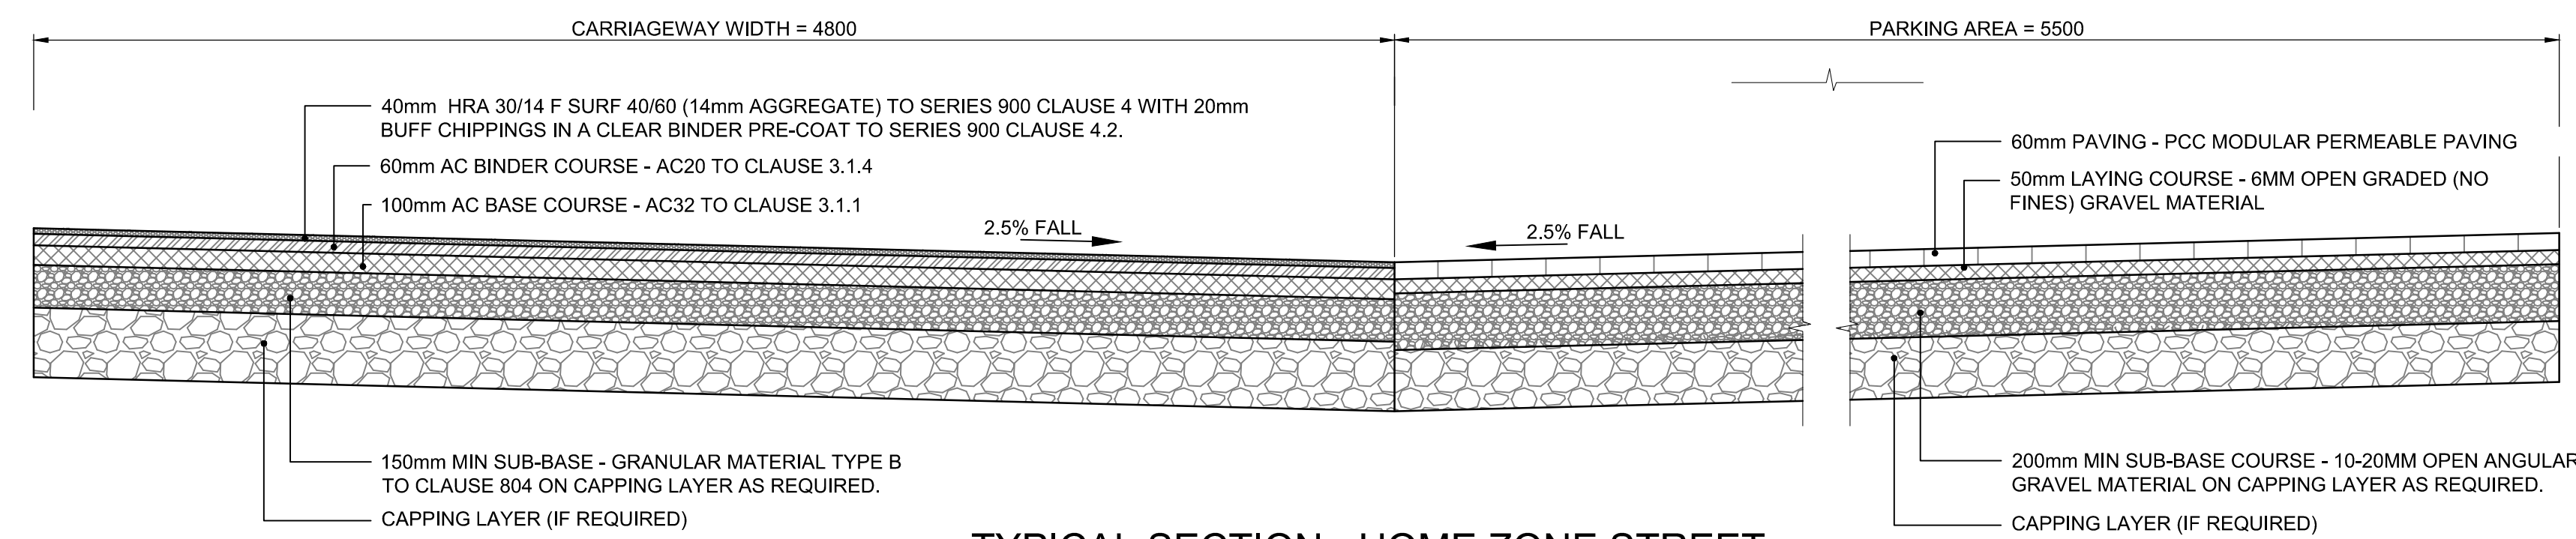 CARRIAGEWAY WIDTH = 4800
PARKING AREA = 5500
40mm HRA 30/14 F SURF 40/60 (14mm AGGREGATE) TO SERIES 900 CLAUSE 4 WITH 20mm
BUFF CHIPPINGS IN A CLEAR BINDER PRE-COAT TO SERIES 900 CLAUSE 4.2.
60mm AC BINDER COURSE - AC20 TO CLAUSE 3.1.4
100mm AC BASE COURSE - AC32 TO CLAUSE 3.1.1
2.5% FALL
2.5% FALL
60mm PAVING - PCC MODULAR PERMEABLE PAVING
50mm LAYING COURSE - 6MM OPEN GRADED (NO
FINES) GRAVEL MATERIAL
150mm MIN SUB-BASE - GRANULAR MATERIAL TYPE B
TO CLAUSE 804 ON CAPPING LAYER AS REQUIRED.
CAPPING LAYER (IF REQUIRED)
200mm MIN SUB-BASE COURSE - 10-20MM OPEN ANGULAR
GRAVEL MATERIAL ON CAPPING LAYER AS REQUIRED.
CAPPING LAYER (IF REQUIRED)
TYPICAL SECTION - HOME ZONE STREET